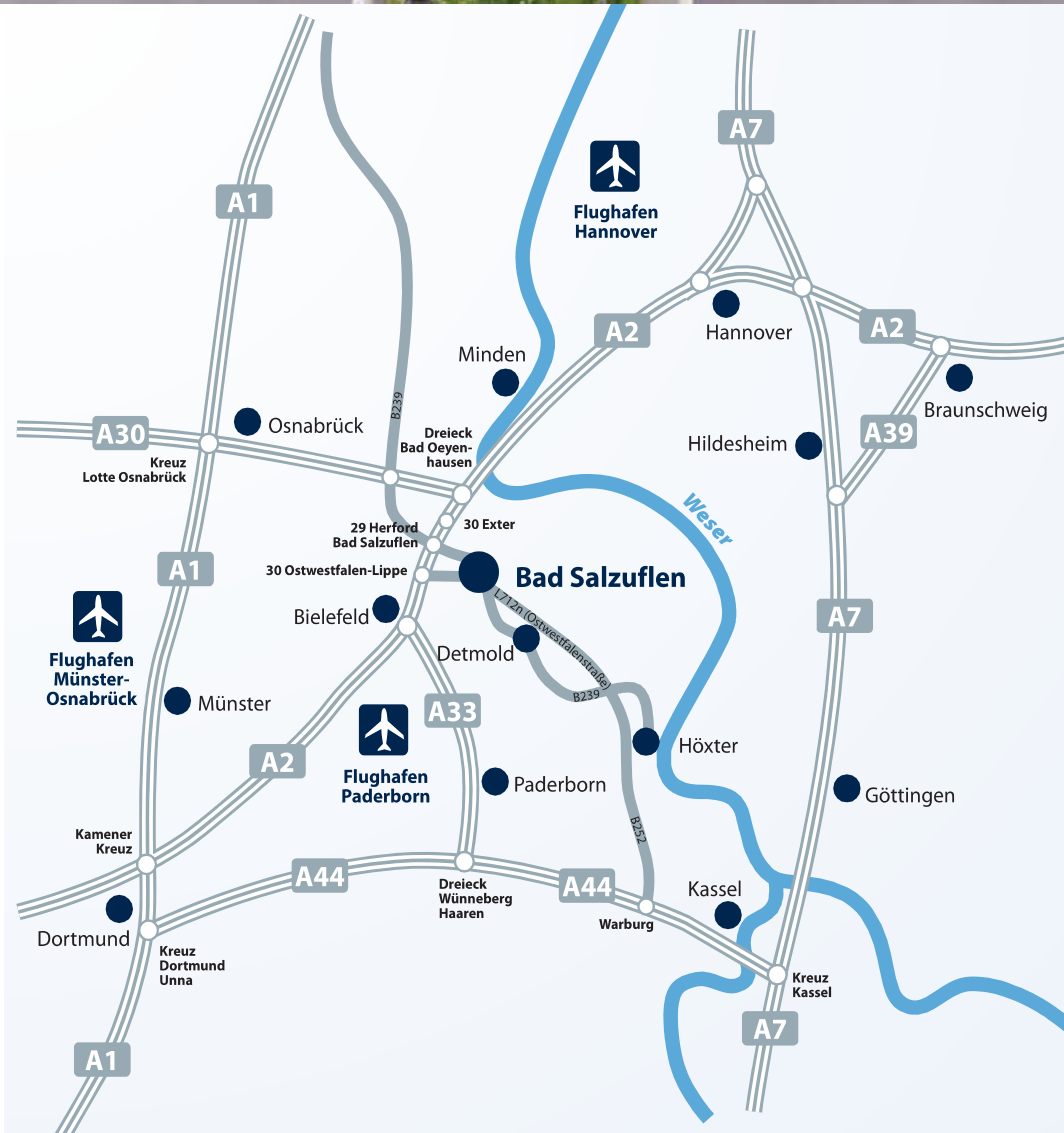 A7
A1
Flughafen
Hannover
A2
Hannover
A2
Minden
Braunschweig
B239
Osnabrück
A30
Dreieck
Bad Oeyen-
hausen
A39
Hildesheim
Kreuz
Lotte Osnabrück
Weser
30 Exter
29 Herford
Bad Salzuflen
30 Ostwestfalen-Lippe
A1
Bad Salzuflen
L712n (Ostwestfalenstraße)
Bielefeld
A7
Detmold
Flughafen
Münster-
Osnabrück
B239
Münster
A33
Höxter
A2
Flughafen
Paderborn
Paderborn
Göttingen
B252
Kamener
Kreuz
A44
A44
Kassel
Dreieck
Wünneberg
Haaren
Warburg
Dortmund
Kreuz
Dortmund
Unna
Kreuz
Kassel
A7
A1